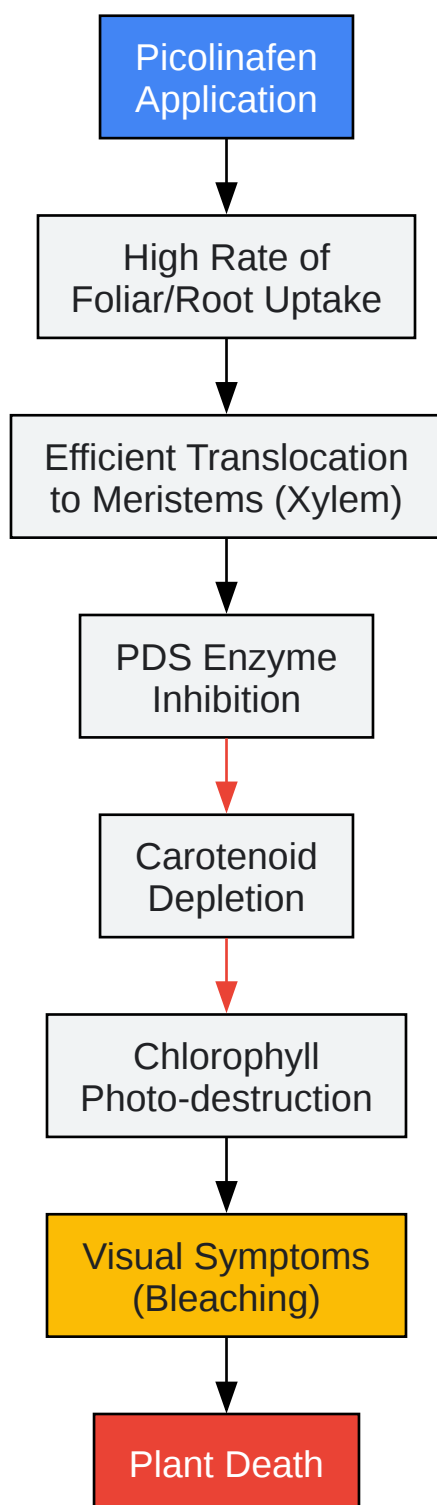 Picolinafen
Application
High Rate of
Foliar/Root Uptake
Efficient Translocation
to Meristems (Xylem)
PDS Enzyme
Inhibition
Carotenoid
Depletion
Chlorophyll
Photo-destruction
Visual Symptoms
(Bleaching)
Plant Death